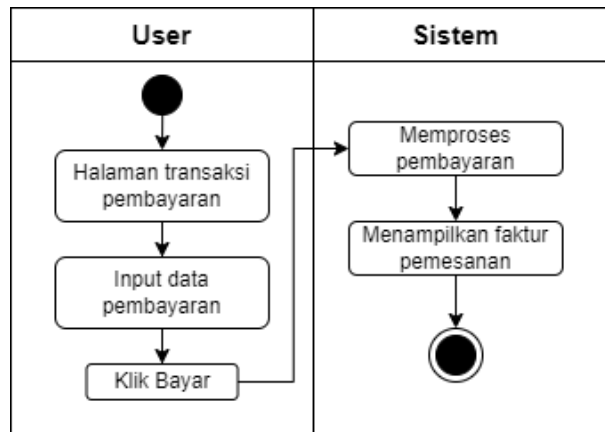 User
Sistem
Halaman transaksi
pembayaran
Input data
pembayaran
Klik Bayar
Memproses
pembayaran
Menampilkan faktur
pemesanan